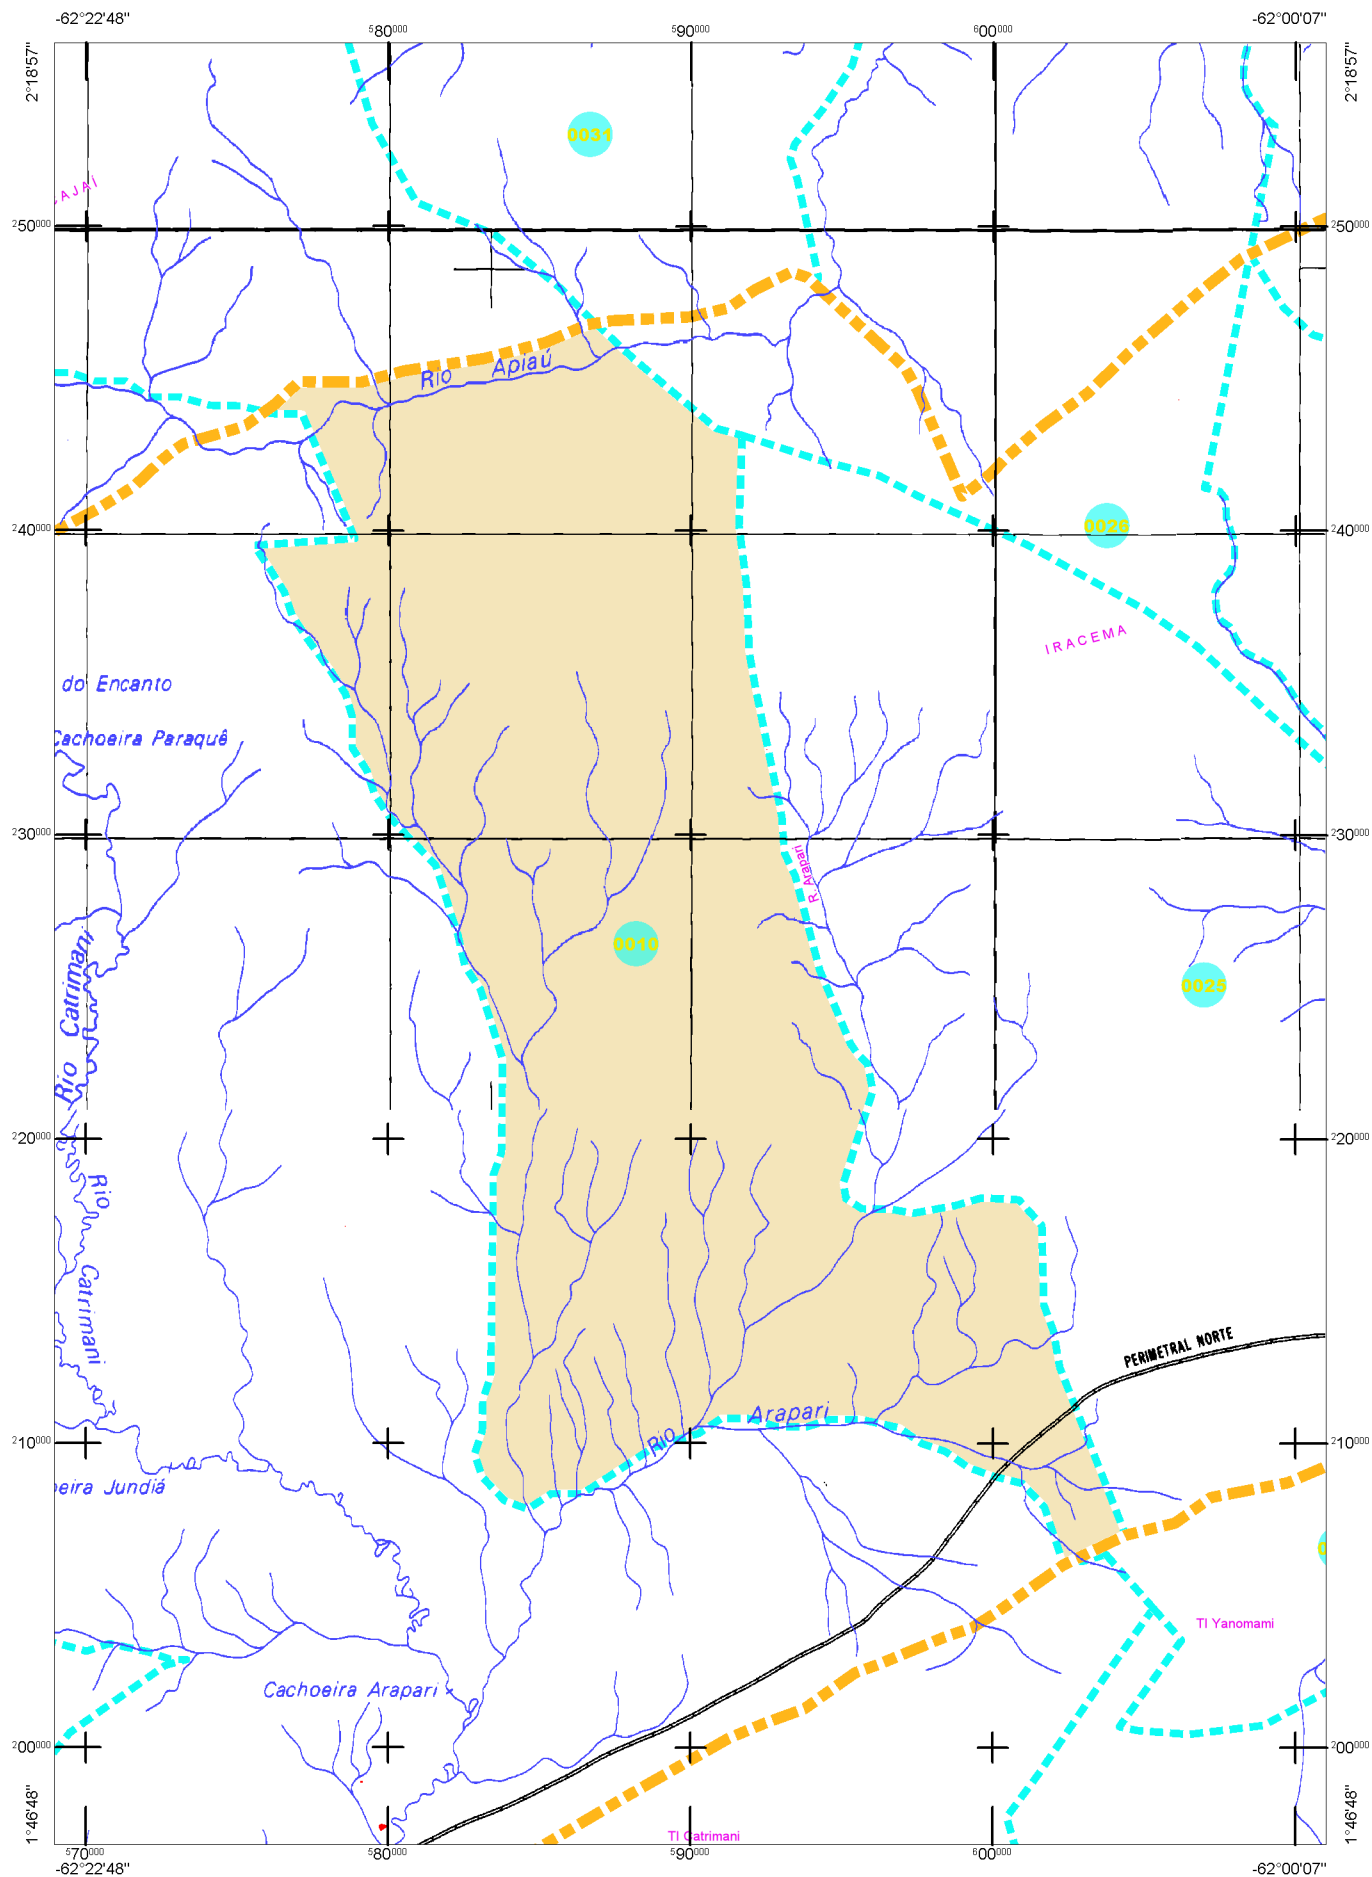 -62°22'48"
-62°00'07"
580000
590000
600000
2°18'57"
2°18'57"
0031
AJAÍ
250000
250000
Rio Apiaú
240000
240000
0028
IRACEMA
do Encanto
Cachoeira Paraquê
230000
230000
R. Arapari
Rio Catrimani
0010
0025
220000
220000
Rio Catrimani
PERIMETRAL NORTE
Rio Arapari
210000
210000
eira Jundiá
TI Yanomami
Cachoeira Arapari
200000
200000
1°46'48"
1°46'48"
TI Catrimani
570000
580000
590000
600000
-62°22'48"
-62°00'07"